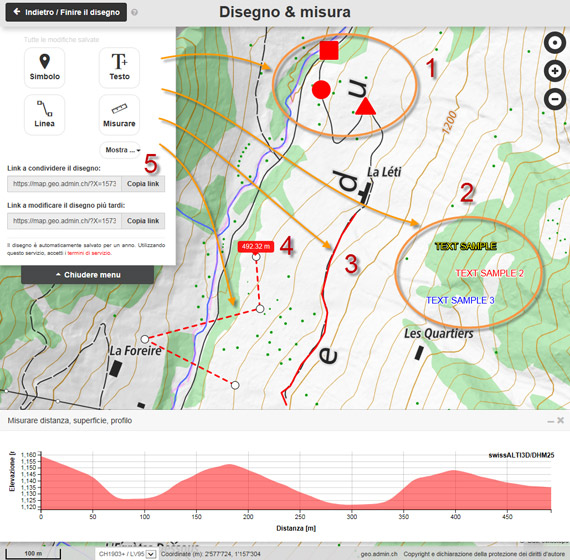 Indietro / Finire il disegno
Disegno & misura
Tutte le modifiche salvate
Simbolo
Testo
Linea
Misurare
Mostra ...
5
Link a condividere il disegno:
https://map.geo.admin.ch/?X=1573
Copia link
Link a modificare il disegno più tardi:
https://map.geo.admin.ch/?X=1573
Copia link
Il disegno è automaticamente salvato per un anno. Utilizzando
questo servizio, accetti i termini di servizio.
Chiudere menu
1
u
1200
La Léti
d
2
TEXT SAMPLE
TEXT SAMPLE 2
TEXT SAMPLE 3
4
492.32 m
3
e
La Foreire
Les Quartiers
Misurare distanza, superficie, profilo
swissALTI3D/DHM25
Elevazione [
1,160
1,155
1,150
1,145
1,140
1,135
1,130
1,125
1,120
0 50 100 150 200 250 300 350 400 450
Distanza [m]
100 m
CH1903+ / LV95
Coordinate (m): 2'577'724, 1'157'304
geo.admin.ch
Copyright e dichiarazione della protezione dei diritti d'autore